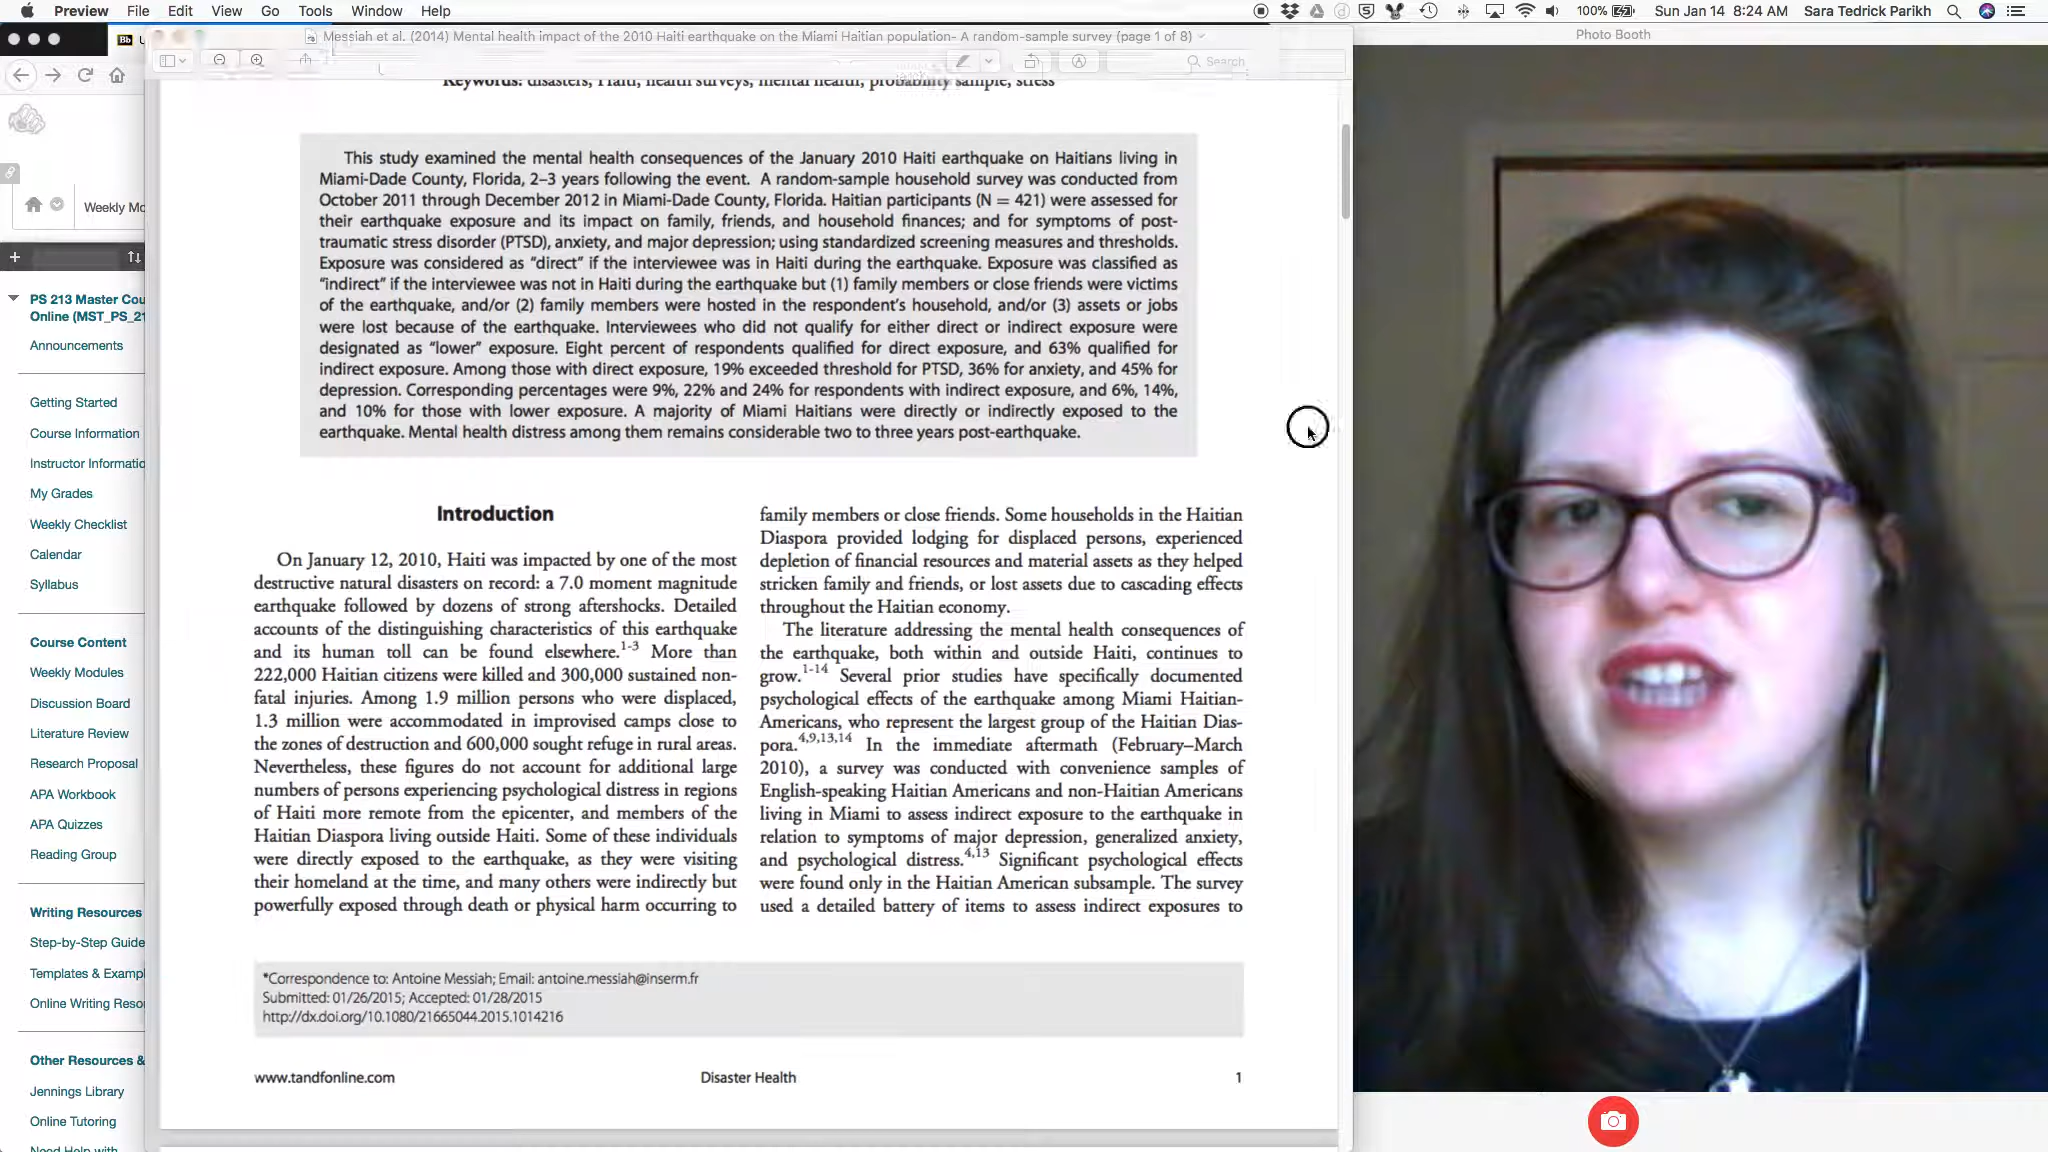 Preview File Edit View Go Tools Window Help
100% Sun Jan 14 8:24 AM Sara Tedrick Parikh
Photo Booth
Messiah et al. (2014) Mental health impact of the 2010 Haiti earthquake on the Miami Haitian population- A random-sample survey (page 1 of 8)
Search
Keywords: disasters, Haiti, health surveys, mental health, probability sample, stress
This study examined the mental health consequences of the January 2010 Haiti earthquake on Haitians living in
Miami-Dade County, Florida, 2–3 years following the event. A random-sample household survey was conducted from
October 2011 through December 2012 in Miami-Dade County, Florida. Haitian participants (N = 421) were assessed for
their earthquake exposure and its impact on family, friends, and household finances; and for symptoms of post-
traumatic stress disorder (PTSD), anxiety, and major depression; using standardized screening measures and thresholds.
Exposure was considered as “direct” if the interviewee was in Haiti during the earthquake. Exposure was classified as
“indirect” if the interviewee was not in Haiti during the earthquake but (1) family members or close friends were victims
of the earthquake, and/or (2) family members were hosted in the respondent’s household, and/or (3) assets or jobs
were lost because of the earthquake. Interviewees who did not qualify for either direct or indirect exposure were
designated as “lower” exposure. Eight percent of respondents qualified for direct exposure, and 63% qualified for
indirect exposure. Among those with direct exposure, 19% exceeded threshold for PTSD, 36% for anxiety, and 45% for
depression. Corresponding percentages were 9%, 22% and 24% for respondents with indirect exposure, and 6%, 14%,
and 10% for those with lower exposure. A majority of Miami Haitians were directly or indirectly exposed to the
earthquake. Mental health distress among them remains considerable two to three years post-earthquake.
Introduction
On January 12, 2010, Haiti was impacted by one of the most
destructive natural disasters on record: a 7.0 moment magnitude
earthquake followed by dozens of strong aftershocks. Detailed
accounts of the distinguishing characteristics of this earthquake
and its human toll can be found elsewhere.1-3 More than
222,000 Haitian citizens were killed and 300,000 sustained non-
fatal injuries. Among 1.9 million persons who were displaced,
1.3 million were accommodated in improvised camps close to
the zones of destruction and 600,000 sought refuge in rural areas.
Nevertheless, these figures do not account for additional large
numbers of persons experiencing psychological distress in regions
of Haiti more remote from the epicenter, and members of the
Haitian Diaspora living outside Haiti. Some of these individuals
were directly exposed to the earthquake, as they were visiting
their homeland at the time, and many others were indirectly but
powerfully exposed through death or physical harm occurring to
family members or close friends. Some households in the Haitian
Diaspora provided lodging for displaced persons, experienced
depletion of financial resources and material assets as they helped
stricken family and friends, or lost assets due to cascading effects
throughout the Haitian economy.
The literature addressing the mental health consequences of
the earthquake, both within and outside Haiti, continues to
grow.1-14 Several prior studies have specifically documented
psychological effects of the earthquake among Miami Haitian-
Americans, who represent the largest group of the Haitian Dias-
pora.4,9,13,14 In the immediate aftermath (February–March
2010), a survey was conducted with convenience samples of
English-speaking Haitian Americans and non-Haitian Americans
living in Miami to assess indirect exposure to the earthquake in
relation to symptoms of major depression, generalized anxiety,
and psychological distress.4,13 Significant psychological effects
were found only in the Haitian American subsample. The survey
used a detailed battery of items to assess indirect exposures to
*Correspondence to: Antoine Messiah; Email: antoine.messiah@inserm.fr
Submitted: 01/26/2015; Accepted: 01/28/2015
http://dx.doi.org/10.1080/21665044.2015.1014216
www.tandfonline.com Disaster Health 1
Bb
Weekly Mo
PS 213 Master Cou
Online (MST_PS_21
Announcements
Getting Started
Course Information
Instructor Informatio
My Grades
Weekly Checklist
Calendar
Syllabus
Course Content
Weekly Modules
Discussion Board
Literature Review
Research Proposal
APA Workbook
APA Quizzes
Reading Group
Writing Resources
Step-by-Step Guide
Templates & Exampl
Online Writing Reso
Other Resources &
Jennings Library
Online Tutoring
Need Help with